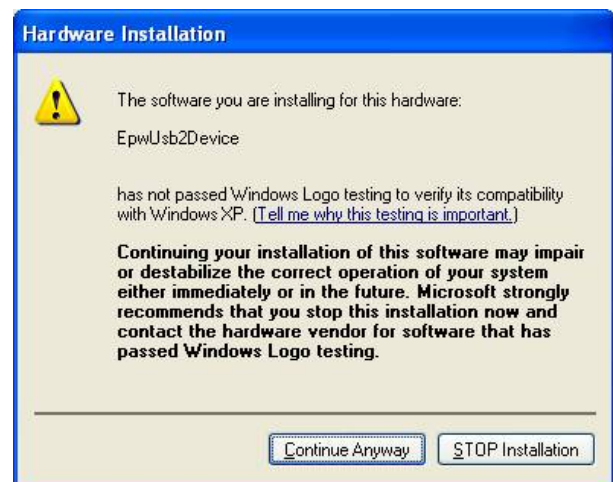 Hardware Installation
The software you are installing for this hardware:
EpwUsb2Device
has not passed Windows Logo testing to verify its compatibility
with Windows XP. (Tell me why this testing is important.)
Continuing your installation of this software may impair
or destabilize the correct operation of your system
either immediately or in the future. Microsoft strongly
recommends that you stop this installation now and
contact the hardware vendor for software that has
passed Windows Logo testing.
Continue Anyway STOP Installation